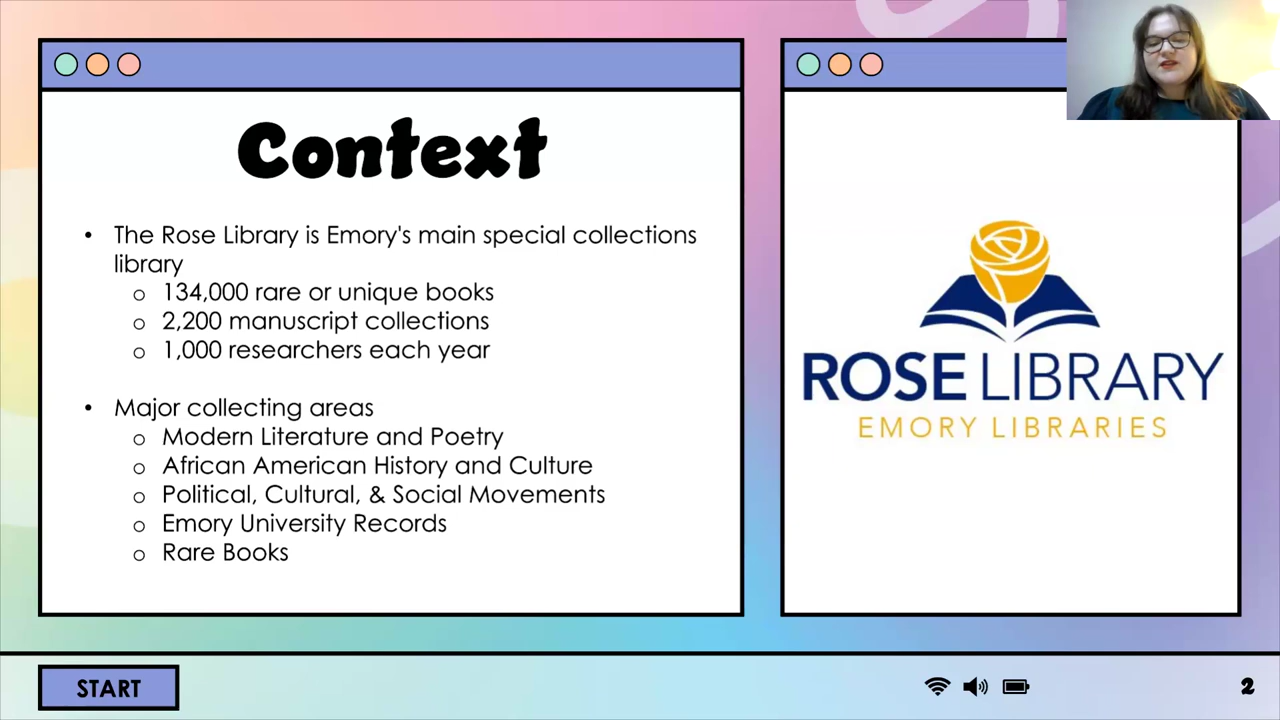 Context
• The Rose Library is Emory's main special collections
library
o 134,000 rare or unique books
o 2,200 manuscript collections
o 1,000 researchers each year
• Major collecting areas
o Modern Literature and Poetry
o African American History and Culture
o Political, Cultural, & Social Movements
o Emory University Records
o Rare Books
ROSE LIBRARY
EMORY LIBRARIES
START
2